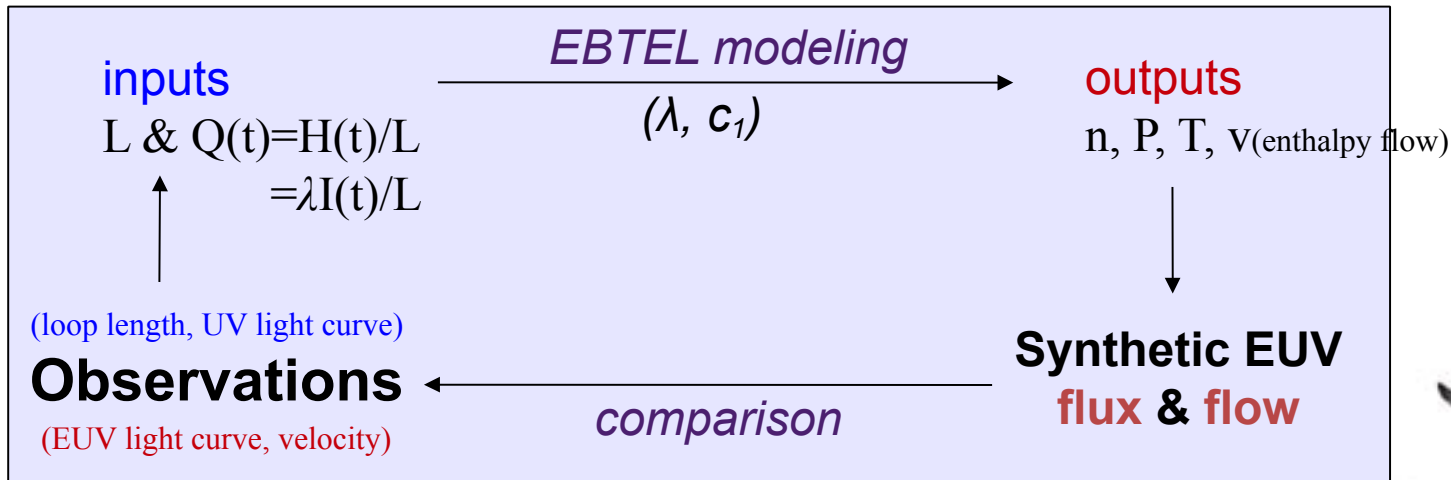 inputs
L & Q(t)=H(t)/L
=λI(t)/L
EBTEL modeling
(λ, c₁)
outputs
n, P, T, v(enthalpy flow)
(loop length, UV light curve)
Observations
(EUV light curve, velocity)
comparison
Synthetic EUV
flux & flow